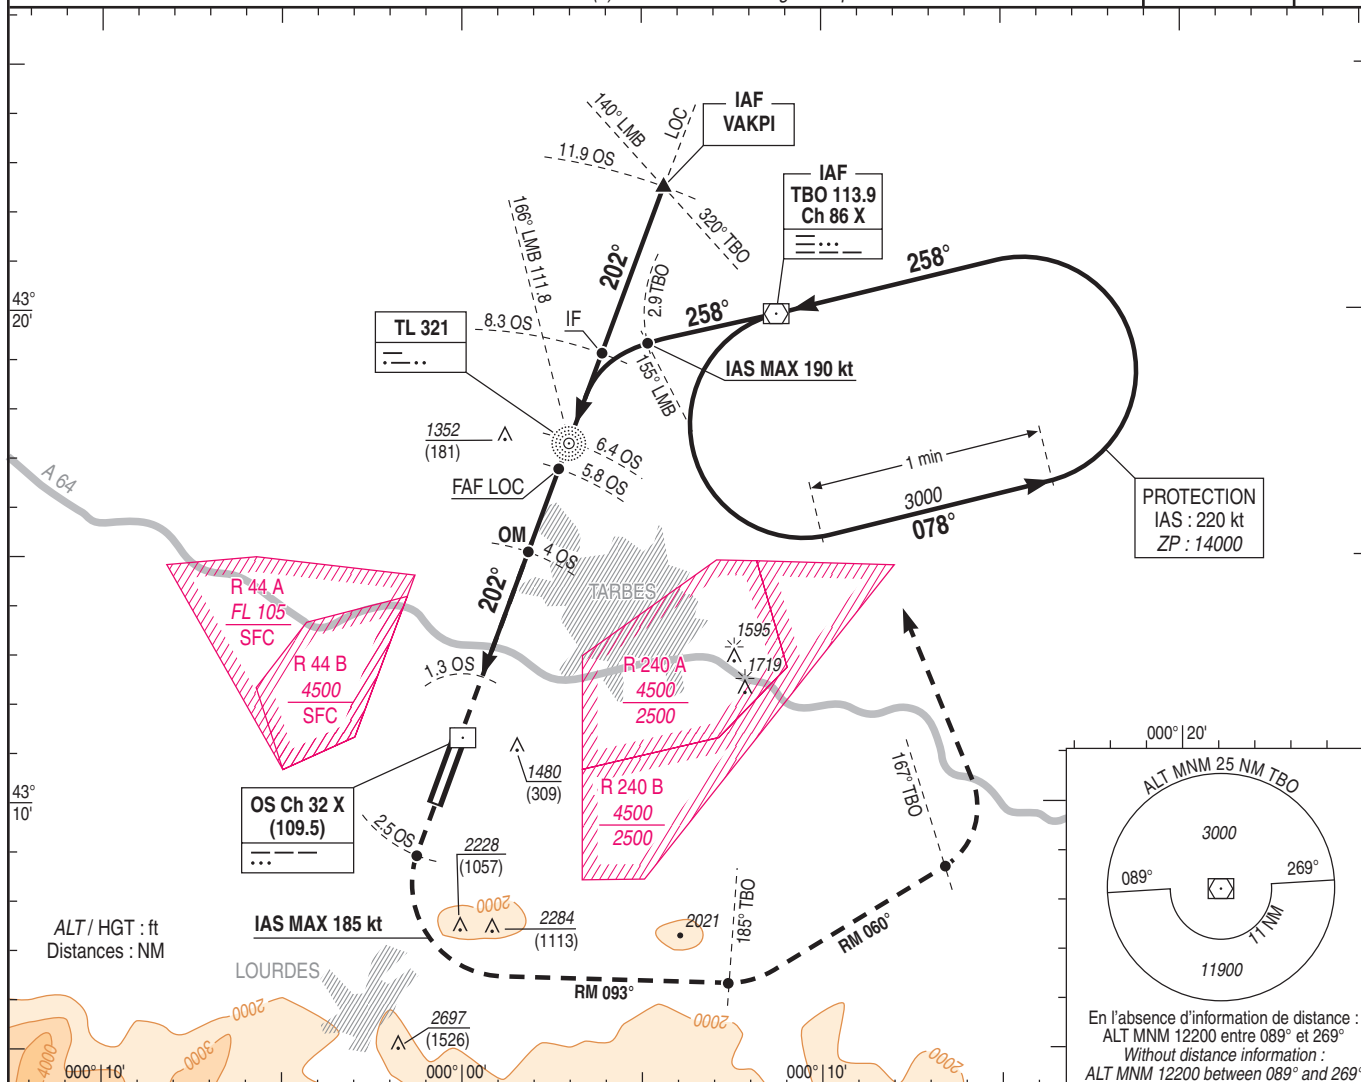 IAF
VAKPI
140° LMB
LOC
11.9 OS
320° TBO
166° LMB 111.8
202°
IAF
TBO 113.9
Ch 86 X
258°
258°
2.9 TBO
43°
20'
TL 321
8.3 OS
IF
155° LMB
IAS MAX 190 kt
1352
(181)
6.4 OS
5.8 OS
FAF LOC
1 min
3000
078°
PROTECTION
IAS : 220 kt
ZP : 14000
A 64
OM
4 OS
202°
TARBES
R 44 A
FL 105
SFC
R 44 B
4500
SFC
1.3 OS
1595
1719
R 240 A
4500
2500
R 240 B
4500
2500
1480
(309)
167° TBO
43°
10'
OS Ch 32 X
(109.5)
2.5 OS
2228
(1057)
2000
2284
(1113)
2021
185° TBO
RM 060°
IAS MAX 185 kt
RM 093°
ALT / HGT : ft
Distances : NM
LOURDES
2697
(1526)
2000
3000
4000
2000
2000
000° 10'
000° 00'
000° 10'
000° 20'
ALT MNM 25 NM TBO
3000
089°
269°
11 NM
11900
En l'absence d'information de distance :
ALT MNM 12200 entre 089° et 269°
Without distance information :
ALT MNM 12200 between 089° and 269°